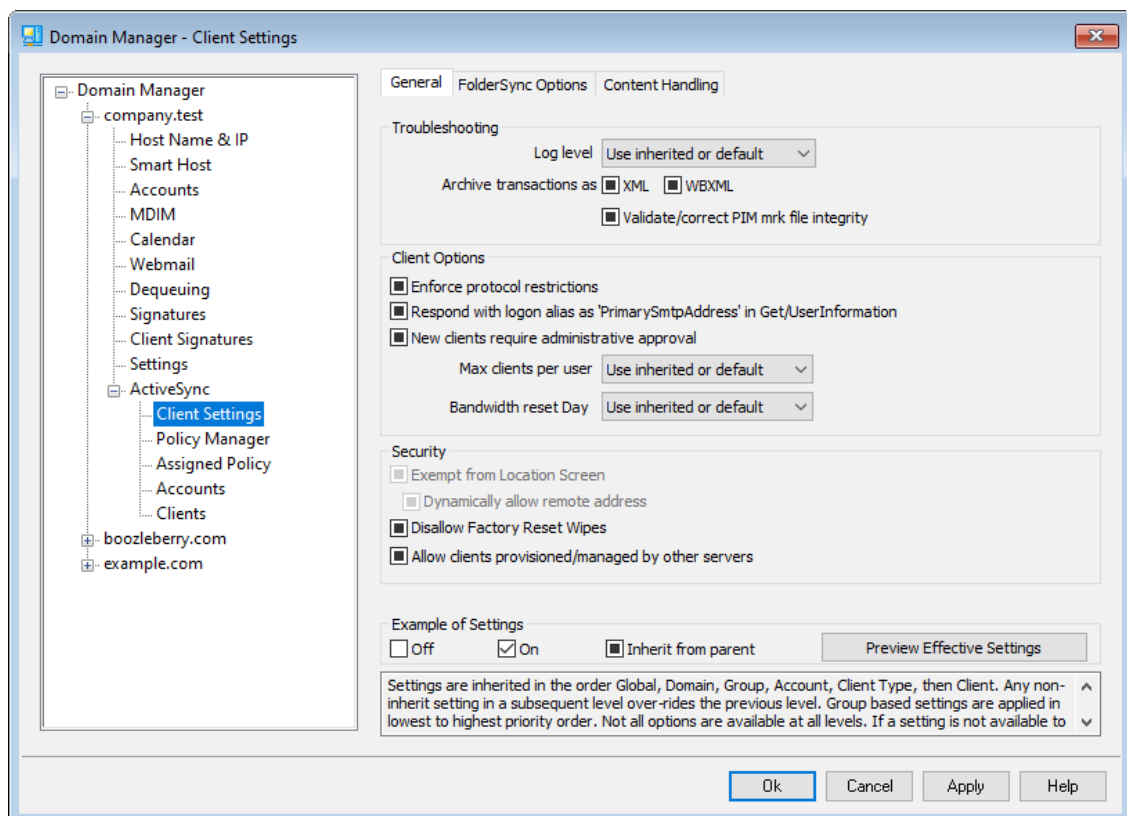 Domain Manager - Client Settings
Domain Manager
company.test
Host Name & IP
Smart Host
Accounts
MDIM
Calendar
Webmail
Dequeuing
Signatures
Client Signatures
Settings
ActiveSync
Client Settings
Policy Manager
Assigned Policy
Accounts
Clients
boozleberry.com
example.com
General FolderSync Options Content Handling
Troubleshooting
Log level Use inherited or default
Archive transactions as XML WBXML
Validate/correct PIM mrk file integrity
Client Options
Enforce protocol restrictions
Respond with logon alias as 'PrimarySmtpAddress' in Get/UserInformation
New clients require administrative approval
Max clients per user Use inherited or default
Bandwidth reset Day Use inherited or default
Security
Exempt from Location Screen
Dynamically allow remote address
Disallow Factory Reset Wipes
Allow clients provisioned/managed by other servers
Example of Settings
Off On Inherit from parent Preview Effective Settings
Settings are inherited in the order Global, Domain, Group, Account, Client Type, then Client. Any non-
inherit setting in a subsequent level over-rides the previous level. Group based settings are applied in
lowest to highest priority order. Not all options are available at all levels. If a setting is not available to
Ok Cancel Apply Help